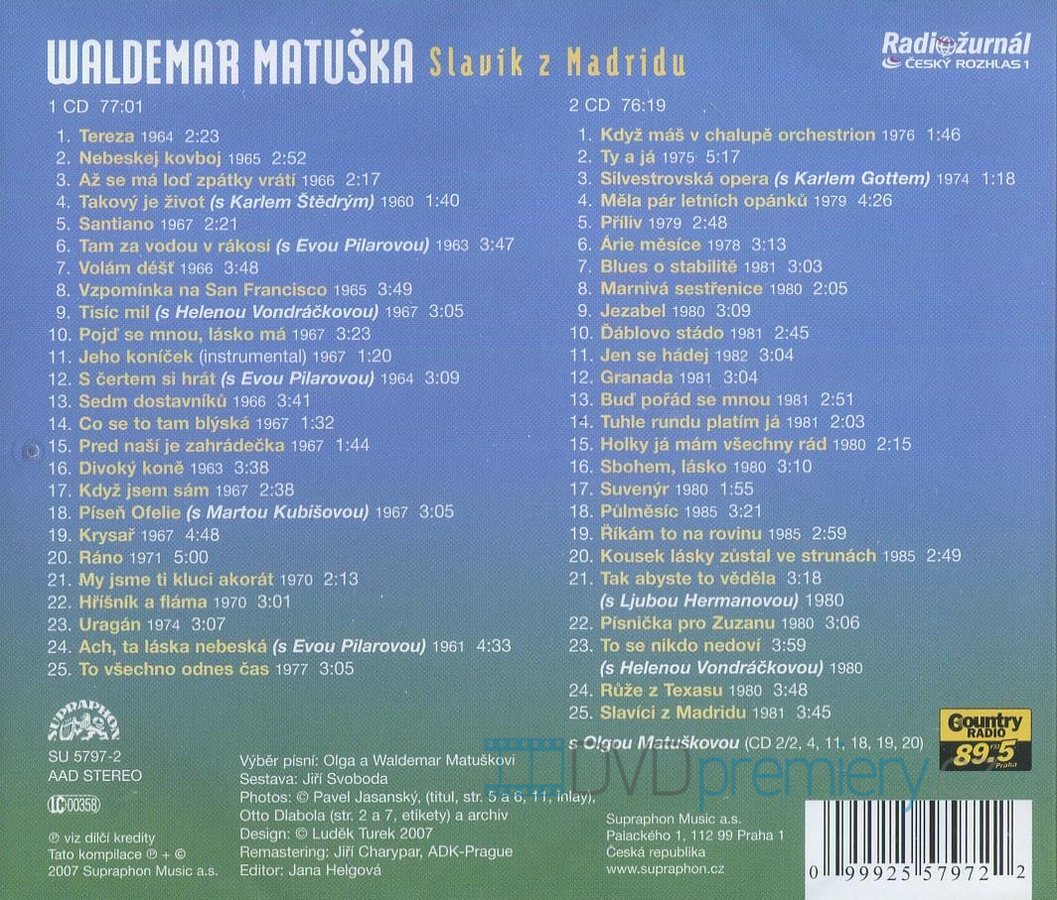 WALDEMAR MATUŠKA Slavík z Madridu
Radiožurnál
ČESKÝ ROZHLAS 1
1 CD 77:01
1. Tereza 1964 2:23
2. Nebeskej kovboj 1965 2:52
3. Až se má loď zpátky vrátí 1966 2:17
4. Takový je život (s Karlem Štědrým) 1960 1:40
5. Santiano 1967 2:21
6. Tam za vodou v rákosí (s Evou Pilarovou) 1963 3:47
7. Volám déšť 1966 3:48
8. Vzpomínka na San Francisco 1965 3:49
9. Tisíc mil (s Helenou Vondráčkovou) 1967 3:05
10. Pojď se mnou, lásko má 1967 3:23
11. Jeho koníček (instrumental) 1967 1:20
12. S čertem si hrát (s Evou Pilarovou) 1964 3:09
13. Sedm dostavníků 1966 3:41
14. Co se to tam blýská 1967 1:32
15. Pred naší je zahrádečka 1967 1:44
16. Divoký koně 1963 3:38
17. Když jsem sám 1967 2:38
18. Píseň Ofelie (s Martou Kubišovou) 1967 3:05
19. Krysař 1967 4:48
20. Ráno 1971 5:00
21. My jsme ti kluci akorát 1970 2:13
22. Hříšník a fláma 1970 3:01
23. Uragán 1974 3:07
24. Ach, ta láska nebeská (s Evou Pilarovou) 1961 4:33
25. To všechno odnes čas 1977 3:05
2 CD 76:19
1. Když máš v chalupě orchestrion 1976 1:46
2. Ty a já 1975 5:17
3. Silvestrovská opera (s Karlem Gottem) 1974 1:18
4. Měla pár letních opánků 1979 4:26
5. Příliv 1979 2:48
6. Árie měsíce 1978 3:13
7. Blues o stabilitě 1981 3:03
8. Marnivá sestřenice 1980 2:05
9. Jezabel 1980 3:09
10. Ďáblovo stádo 1981 2:45
11. Jen se hádej 1982 3:04
12. Granada 1981 3:04
13. Buď pořád se mnou 1981 2:51
14. Tuhle rundu platím já 1981 2:03
15. Holky já mám všechny rád 1980 2:15
16. Sbohem, lásko 1980 3:10
17. Suvenýr 1980 1:55
18. Půlměsíc 1985 3:21
19. Říkám to na rovinu 1985 2:59
20. Kousek lásky zůstal ve strunách 1985 2:49
21. Tak abyste to věděla 3:18
(s Ljubou Hermanovou) 1980
22. Písnička pro Zuzanu 1980 3:06
23. To se nikdo nedoví 3:59
(s Helenou Vondráčkovou) 1980
24. Růže z Texasu 1980 3:48
25. Slavíci z Madridu 1981 3:45
s Olgou Matuškovou (CD 2/2, 4, 11, 18, 19, 20)
Country
RADIO
89,5
Praha
SUPRAPHON
SU 5797-2
AAD STEREO
LC 00358
℗ viz dílčí kredity
Tato kompilace ℗ + ©
2007 Supraphon Music a.s.
Výběr písní: Olga a Waldemar Matuškovi
Sestava: Jiří Svoboda
Photos: © Pavel Jasanský, (titul, str. 5 a 6, 11, inlay),
Otto Dlabola (str. 2 a 7, etikety) a archiv
Design: © Luděk Turek 2007
Remastering: Jiří Charypar, ADK-Prague
Editor: Jana Helgová
DVDpremiery
Supraphon Music a.s.
Palackého 1, 112 99 Praha 1
Česká republika
www.supraphon.cz
0 99925 57972 2